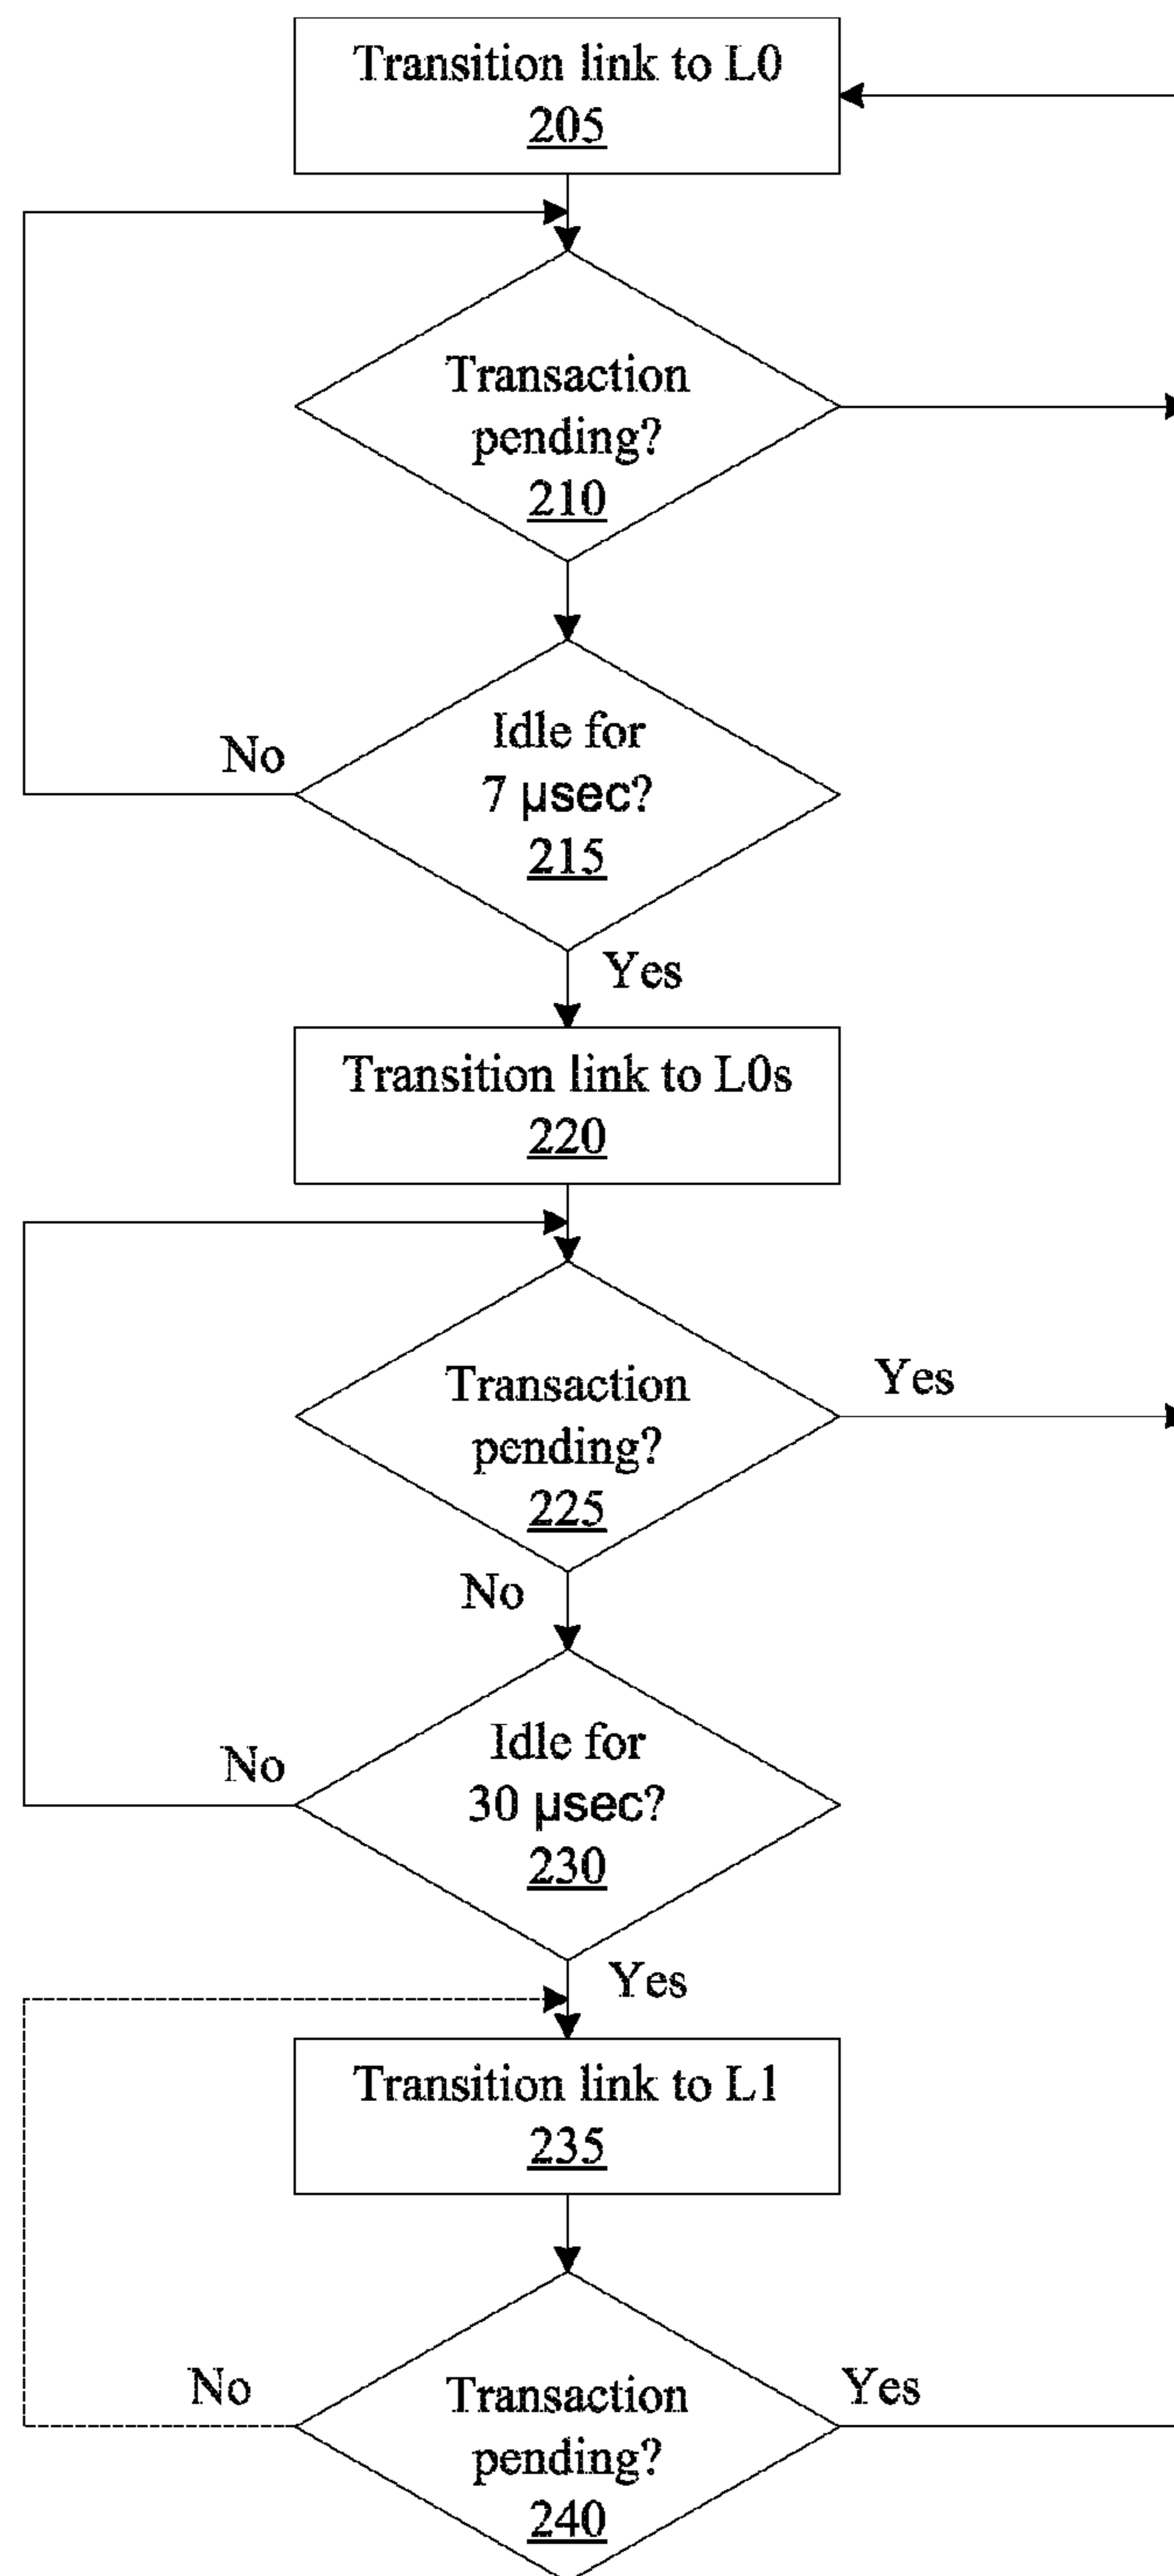 Transition link to L0
205
Transaction
pending?
210
Idle for
7 µsec?
215
No
Yes
Transition link to L0s
220
Transaction
pending?
225
Yes
No
Idle for
30 µsec?
230
No
Yes
Transition link to L1
235
No
Transaction
pending?
240
Yes